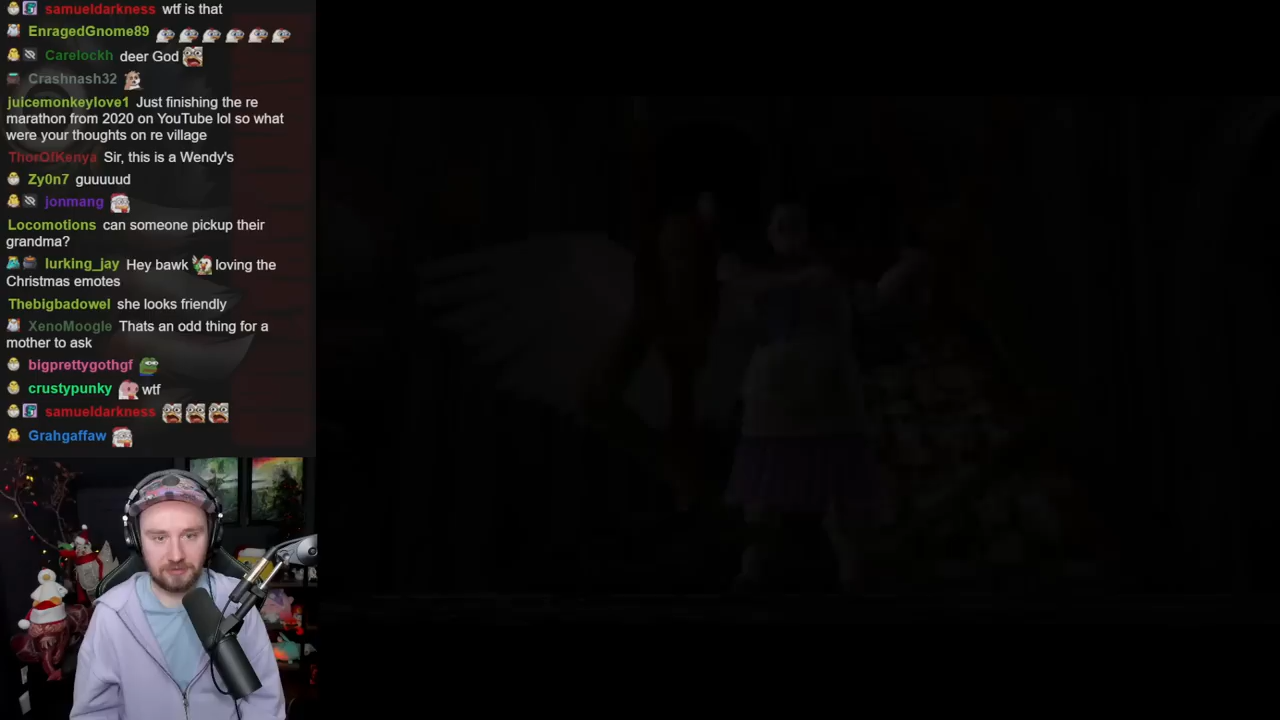 samueldarkness wtf is that
EnragedGnome89
Carelockh deer God
Crashnash32
juicemonkeylove1 Just finishing the re
marathon from 2020 on YouTube lol so what
were your thoughts on re village
ThorOfKenya Sir, this is a Wendy's
Zy0n7 guuuuud
jonmang
Locomotions can someone pickup their
grandma?
lurking_jay Hey bawk loving the
Christmas emotes
Thebigbadowel she looks friendly
XenoMoogle Thats an odd thing for a
mother to ask
bigprettygothgf
crustypunky wtf
samueldarkness
Grahgaffaw